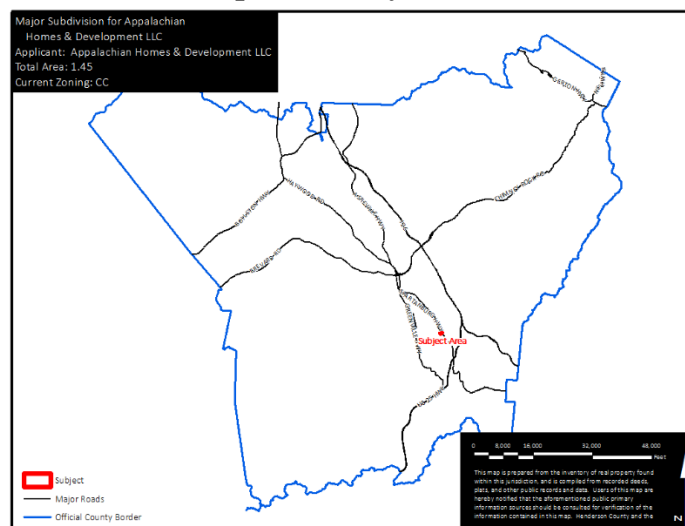 Major Subdivision for Appalachian
Homes & Development LLC
Applicant: Appalachian Homes & Development LLC
Total Area: 1.45
Current Zoning: CC
HAYWOOD RD
BREVARD RD
Subject Area
Subject
Major Roads
Official County Border
0 8,000 16,000 32,000 48,000
Feet
This map is prepared from the inventory of real property found
within this jurisdiction, and is compiled from recorded deeds,
plats, and other public records and data. Users of this map are
hereby notified that the aforementioned public primary
information sources should be consulted for verification of the
information contained in this map. Henderson County and the
N